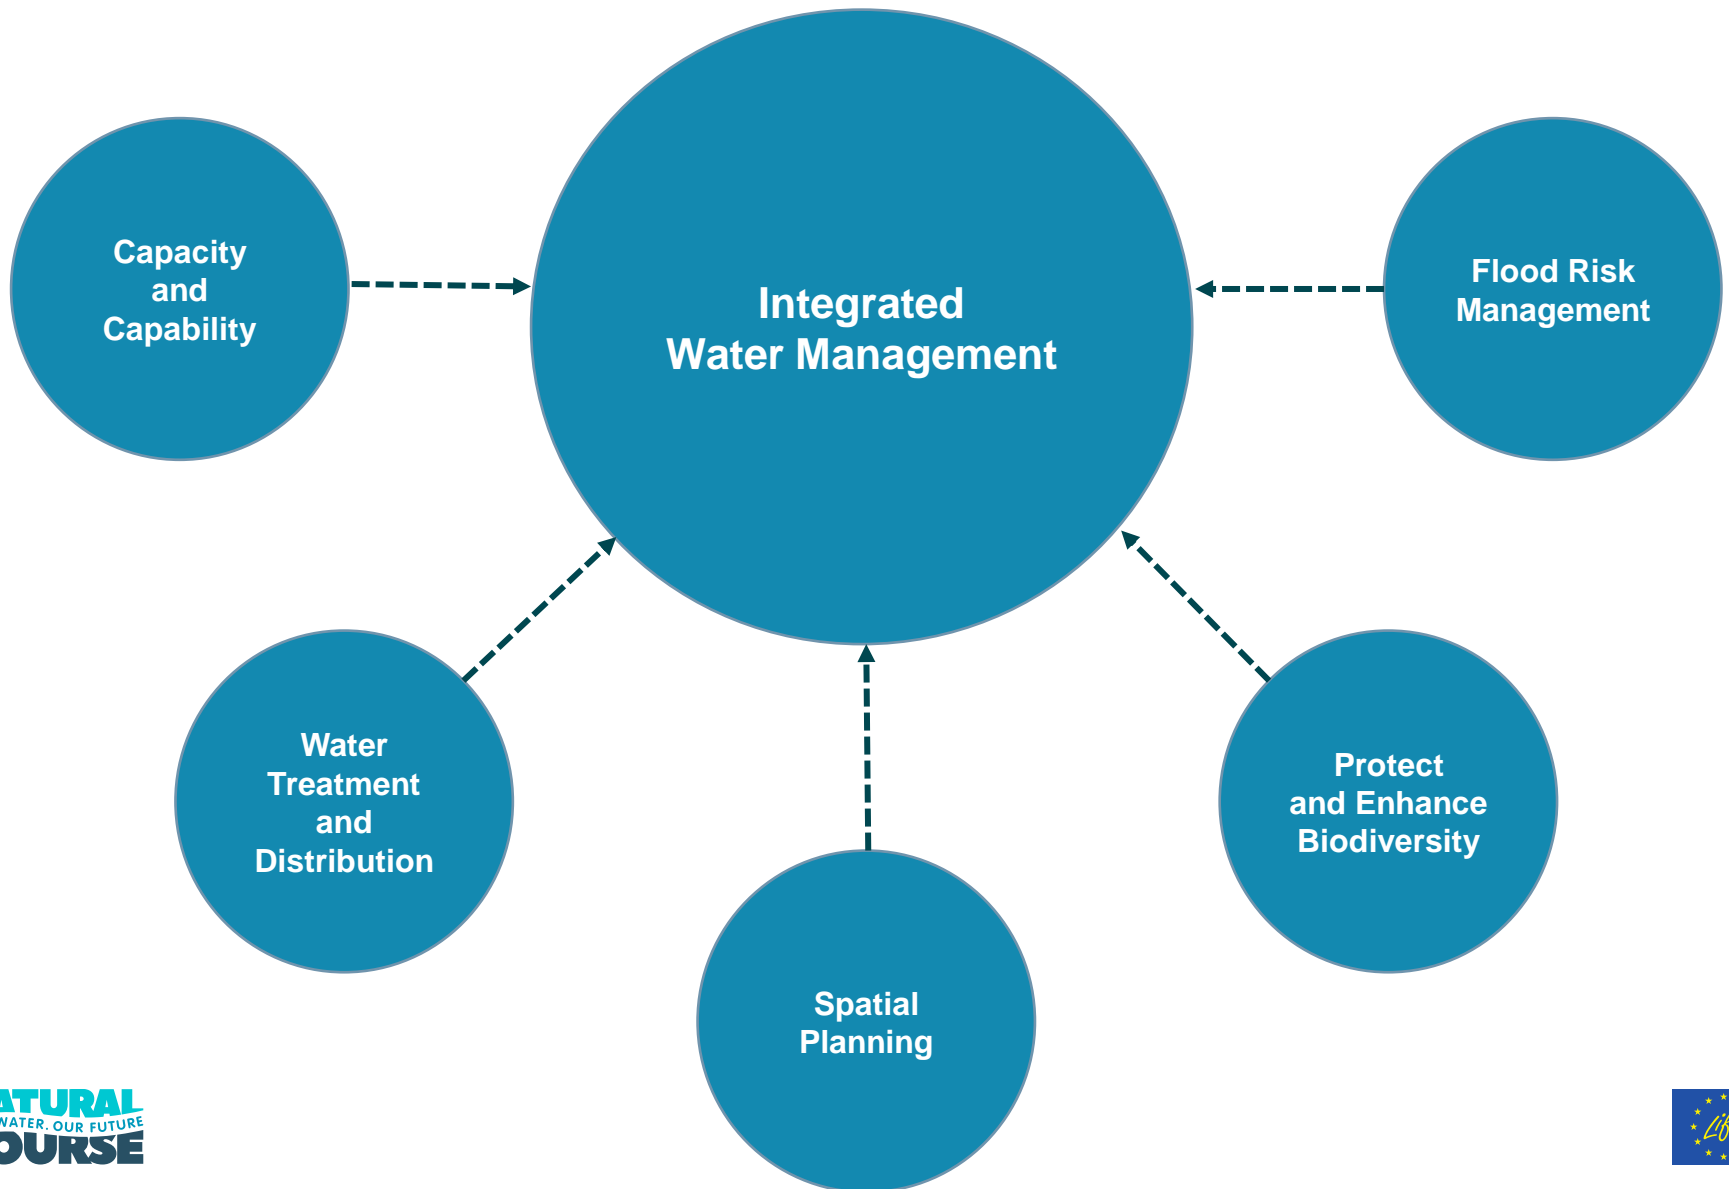 Capacity
and
Capability
Integrated
Water Management
Flood Risk
Management
Water
Treatment
and
Distribution
Protect
and Enhance
Biodiversity
Spatial
Planning
ATURAL
WATER. OUR FUTURE
OURSE